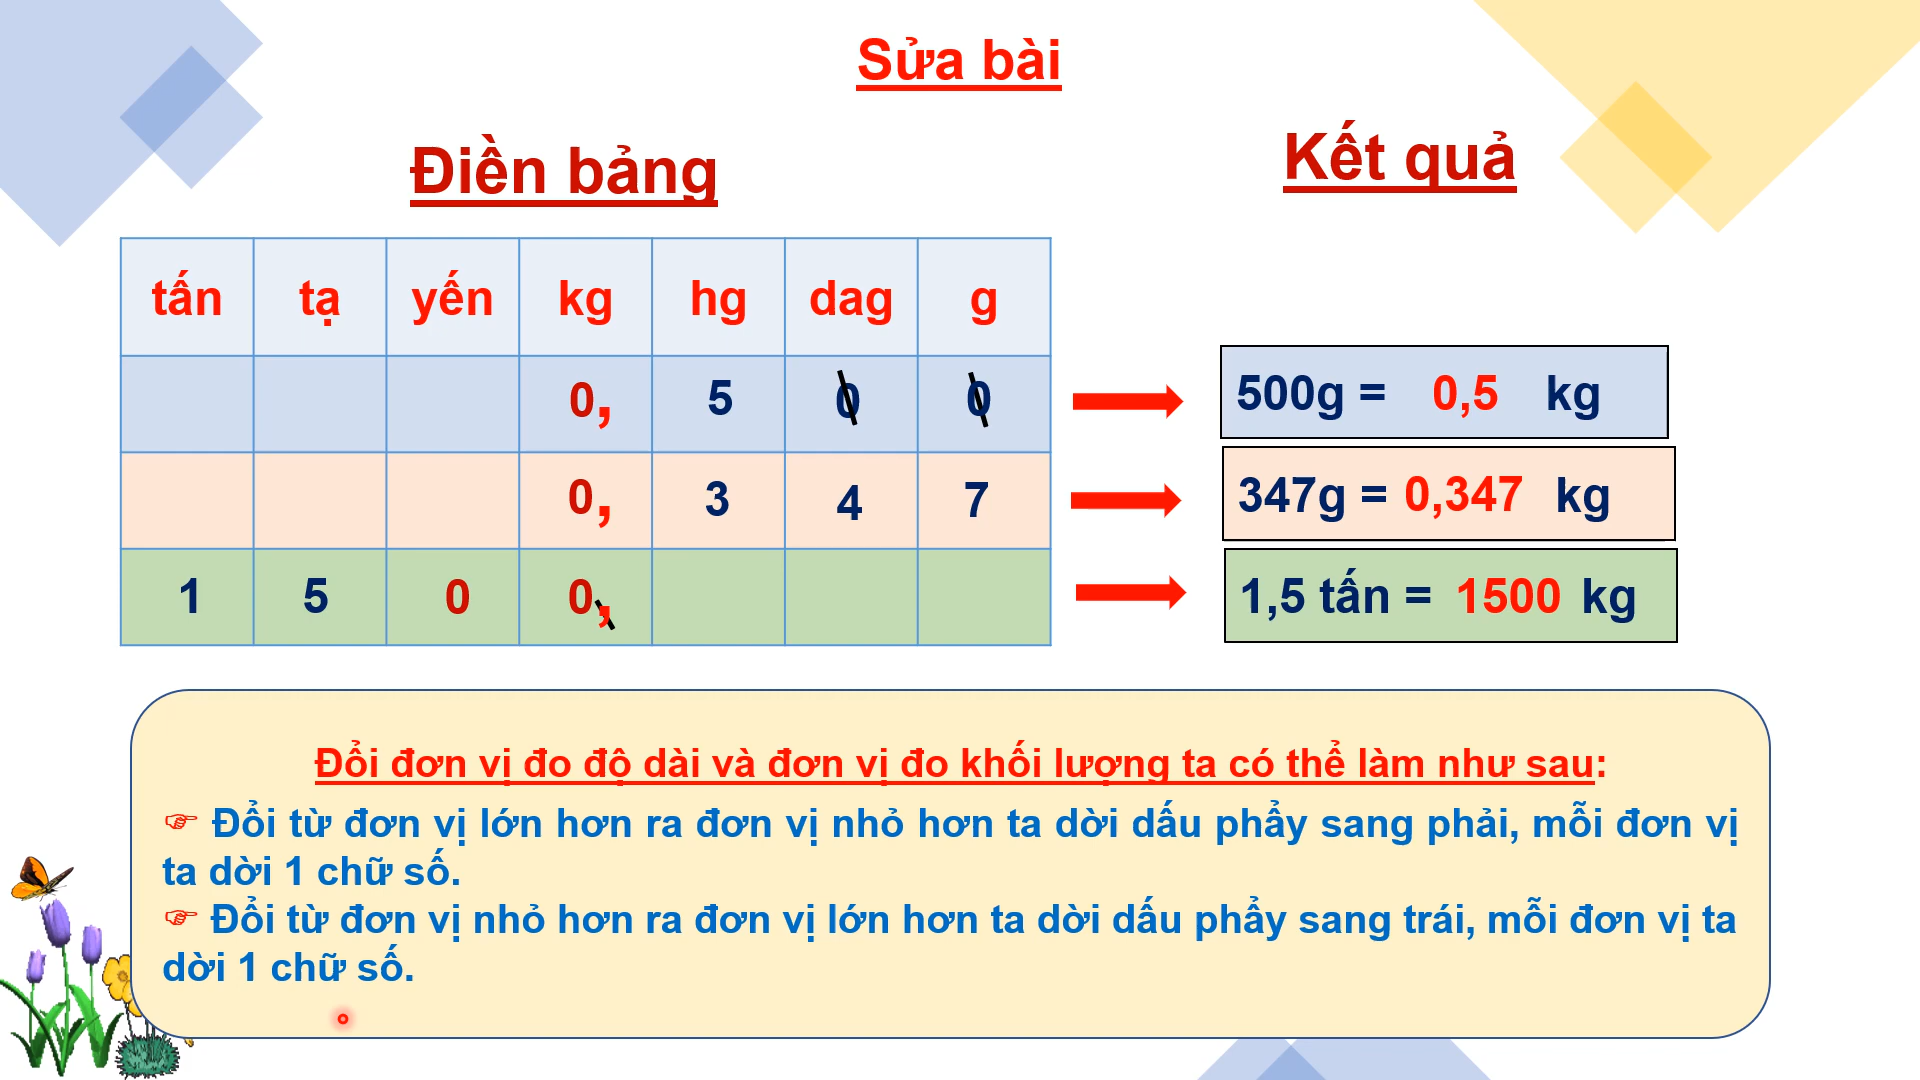 Sửa bài
Điền bảng
Kết quả
tấn tạ yến kg hg dag g
0, 5 0 0
500g = 0,5 kg
0, 3 4 7
347g = 0,347 kg
1 5 0 0,
1,5 tấn = 1500 kg
Đổi đơn vị đo độ dài và đơn vị đo khối lượng ta có thể làm như sau:
☞ Đổi từ đơn vị lớn hơn ra đơn vị nhỏ hơn ta dời dấu phẩy sang phải, mỗi đơn vị
ta dời 1 chữ số.
☞ Đổi từ đơn vị nhỏ hơn ra đơn vị lớn hơn ta dời dấu phẩy sang trái, mỗi đơn vị ta
dời 1 chữ số.